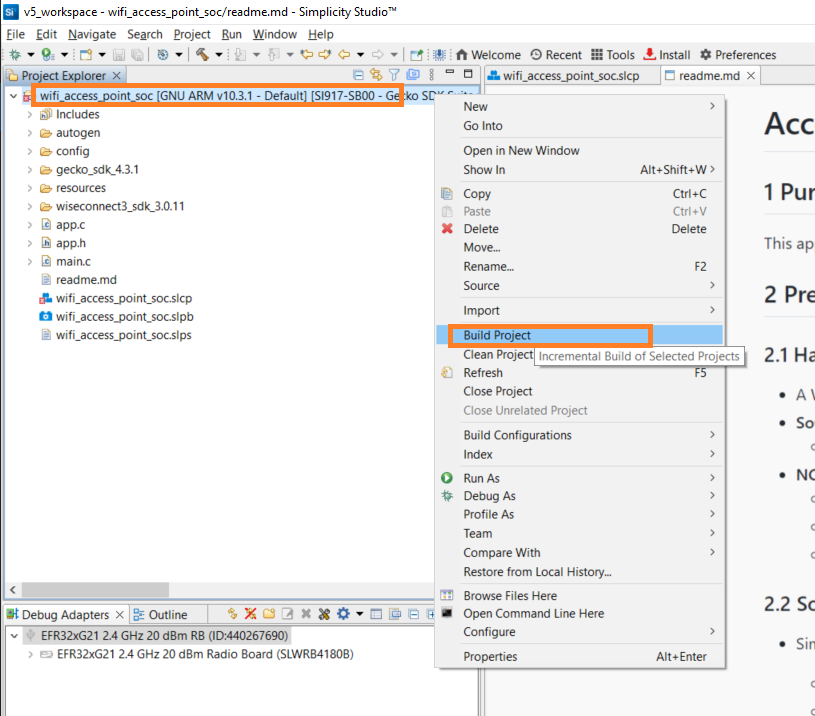 v5_workspace - wifi_access_point_soc/readme.md - Simplicity Studio™
File Edit Navigate Search Project Run Window Help
Welcome Recent Tools Install Preferences
Project Explorer
wifi_access_point_soc [GNU ARM v10.3.1 - Default] [SI917-SB00 - Gecko SDK Suite
Includes
autogen
config
gecko_sdk_4.3.1
resources
wiseconnect3_sdk_3.0.11
app.c
app.h
main.c
readme.md
wifi_access_point_soc.slcp
wifi_access_point_soc.slpb
wifi_access_point_soc.slps
New
Go Into
Open in New Window
Show In Alt+Shift+W
Copy Ctrl+C
Paste Ctrl+V
Delete Delete
Move...
Rename... F2
Source
Import
Build Project
Clean Project
Incremental Build of Selected Projects
Refresh F5
Close Project
Close Unrelated Project
Build Configurations
Index
Run As
Debug As
Profile As
Team
Compare With
Restore from Local History...
Browse Files Here
Open Command Line Here
Configure
Properties Alt+Enter
wifi_access_point_soc.slcp readme.md
Acc
1 Pur
This app
2 Pre
2.1 Ha
• A W
• So
• NC
2.2 So
• Sim
Debug Adapters Outline
EFR32xG21 2.4 GHz 20 dBm RB (ID:440267690)
EFR32xG21 2.4 GHz 20 dBm Radio Board (SLWRB4180B)